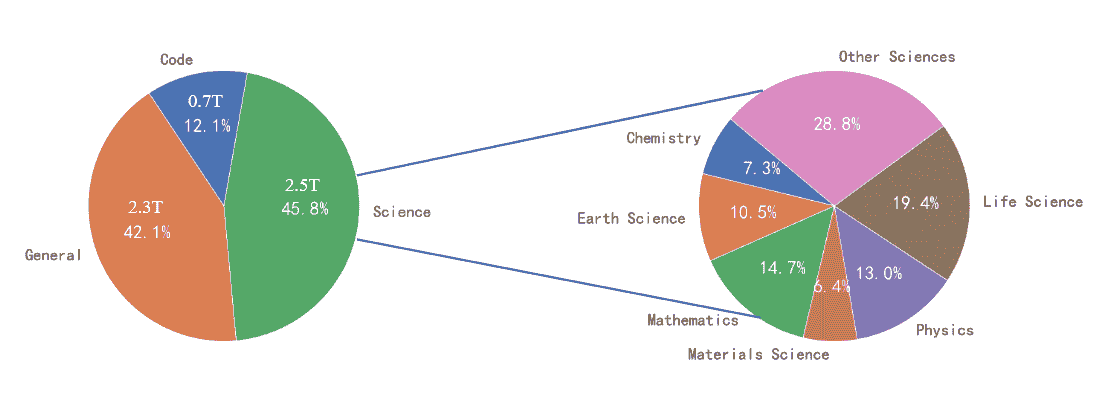 Code
0.7T
12.1%
2.5T
45.8%
Science
2.3T
42.1%
General
Other Sciences
28.8%
Chemistry
7.3%
Life Science
19.4%
Earth Science
10.5%
14.7%
Mathematics
6.4%
Materials Science
13.0%
Physics